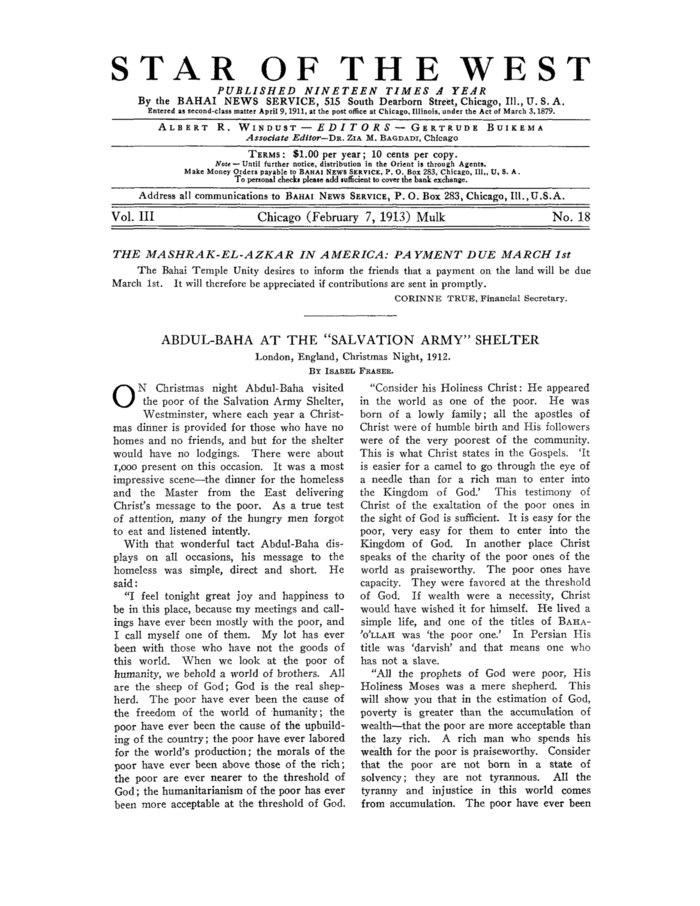 STAR OF THE WEST
PUBLISHED NINETEEN TIMES A YEAR
By the BAHAI NEWS SERVICE, 515 South Dearborn Street, Chicago, Ill., U. S. A.
Entered as second-class matter April 9, 1911, at the post office at Chicago, Illinois, under the Act of March 3, 1879.
ALBERT R. WINDUST — EDITORS — GERTRUDE BUIKEMA
Associate Editor—DR. ZIA M. BAGDADI, Chicago
TERMS: $1.00 per year; 10 cents per copy.
Note — Until further notice, distribution in the Orient is through Agents.
Make Money Orders payable to BAHAI NEWS SERVICE, P. O. Box 283, Chicago, Ill., U. S. A.
To personal checks please add sufficient to cover the bank exchange.
Address all communications to BAHAI NEWS SERVICE, P. O. Box 283, Chicago, Ill., U.S.A.
Vol. III Chicago (February 7, 1913) Mulk No. 18
THE MASHRAK-EL-AZKAR IN AMERICA: PAYMENT DUE MARCH 1st
The Bahai Temple Unity desires to inform the friends that a payment on the land will be due
March 1st. It will therefore be appreciated if contributions are sent in promptly.
CORINNE TRUE, Financial Secretary.
ABDUL-BAHA AT THE "SALVATION ARMY" SHELTER
London, England, Christmas Night, 1912.
BY ISABEL FRASER.
ON Christmas night Abdul-Baha visited
the poor of the Salvation Army Shelter,
Westminster, where each year a Christ-
mas dinner is provided for those who have no
homes and no friends, and but for the shelter
would have no lodgings. There were about
1,000 present on this occasion. It was a most
impressive scene—the dinner for the homeless
and the Master from the East delivering
Christ's message to the poor. As a true test
of attention, many of the hungry men forgot
to eat and listened intently.
With that wonderful tact Abdul-Baha dis-
plays on all occasions, his message to the
homeless was simple, direct and short. He
said:
"I feel tonight great joy and happiness to
be in this place, because my meetings and call-
ings have ever been mostly with the poor, and
I call myself one of them. My lot has ever
been with those who have not the goods of
this world. When we look at the poor of
humanity, we behold a world of brothers. All
are the sheep of God; God is the real shep-
herd. The poor have ever been the cause of
the freedom of the world of humanity; the
poor have ever been the cause of the upbuild-
ing of the country; the poor have ever labored
for the world's production; the morals of the
poor have ever been above those of the rich;
the poor are ever nearer to the threshold of
God; the humanitarianism of the poor has ever
been more acceptable at the threshold of God.
"Consider his Holiness Christ: He appeared
in the world as one of the poor. He was
born of a lowly family; all the apostles of
Christ were of humble birth and His followers
were of the very poorest of the community.
This is what Christ states in the Gospels. 'It
is easier for a camel to go through the eye of
a needle than for a rich man to enter into
the Kingdom of God.' This testimony of
Christ of the exaltation of the poor ones in
the sight of God is sufficient. It is easy for the
poor, very easy for them to enter into the
Kingdom of God. In another place Christ
speaks of the charity of the poor ones of the
world as praiseworthy. The poor ones have
capacity. They were favored at the threshold
of God. If wealth were a necessity, Christ
would have wished it for himself. He lived a
simple life, and one of the titles of BAHA-
'O'LLAH was 'the poor one.' In Persian His
title was 'darvish' and that means one who
has not a slave.
"All the prophets of God were poor, His
Holiness Moses was a mere shepherd. This
will show you that in the estimation of God,
poverty is greater than the accumulation of
wealth—that the poor are more acceptable than
the lazy rich. A rich man who spends his
wealth for the poor is praiseworthy. Consider
that the poor are not born in a state of
solvency; they are not tyrannous. All the
tyranny and injustice in this world comes
from accumulation. The poor have ever been